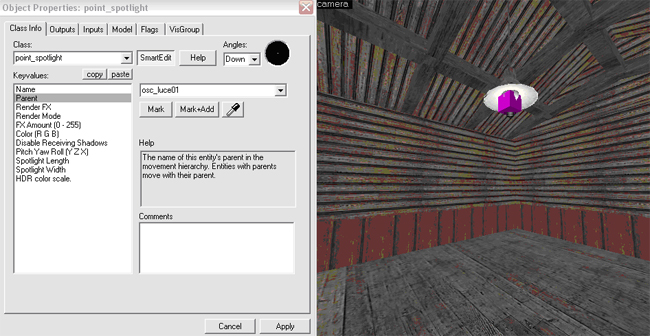 Object Properties: point_spotlight
camera
Class Info Outputs Inputs Model Flags VisGroup
Class: Angles:
point_spotlight SmartEdit Help Down
Keyvalues: copy paste
Name
Parent
Render FX
Render Mode
FX Amount (0 - 255)
Color (R G B)
Disable Receiving Shadows
Pitch Yaw Roll (Y Z X)
Spotlight Length
Spotlight Width
HDR color scale.
osc_luce01
Mark Mark+Add
Help
The name of this entity's parent in the
movement hierarchy. Entities with parents
move with their parent.
Comments
Cancel Apply